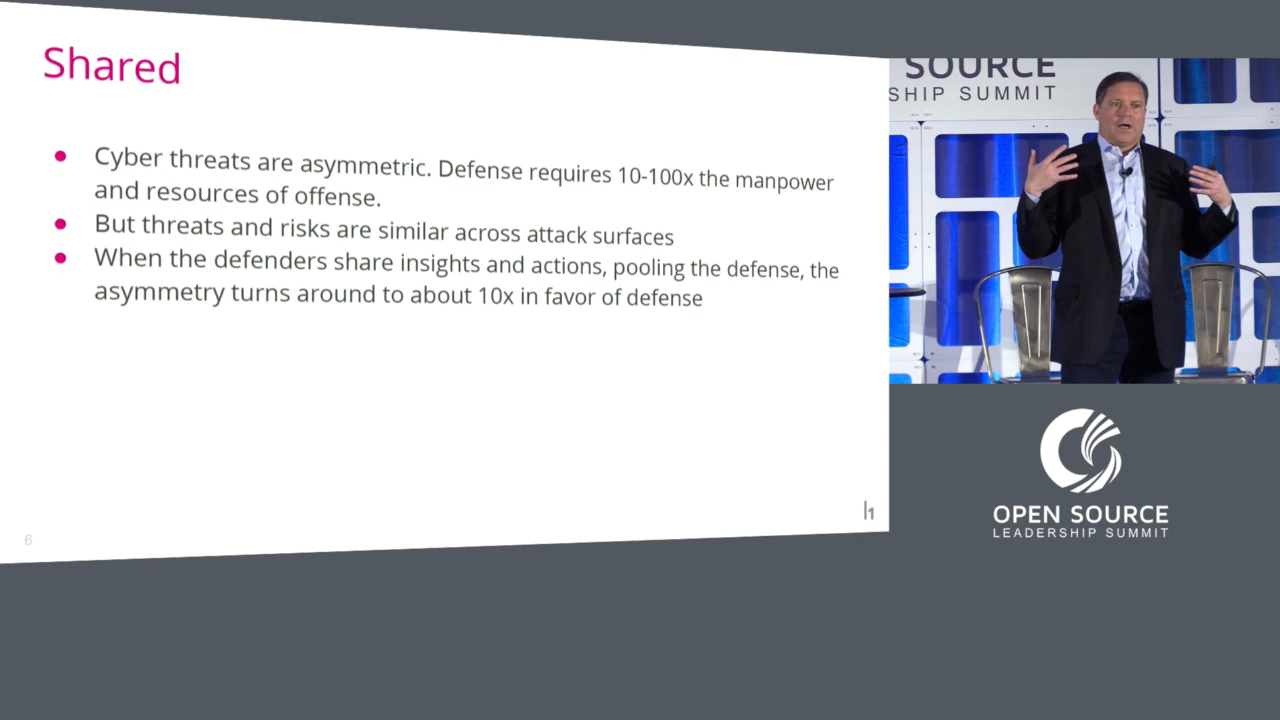 Shared
Cyber threats are asymmetric. Defense requires 10-100x the manpower
and resources of offense.
But threats and risks are similar across attack surfaces
When the defenders share insights and actions, pooling the defense, the
asymmetry turns around to about 10x in favor of defense
6
l1
SOURCE
SHIP SUMMIT
OPEN SOURCE
LEADERSHIP SUMMIT